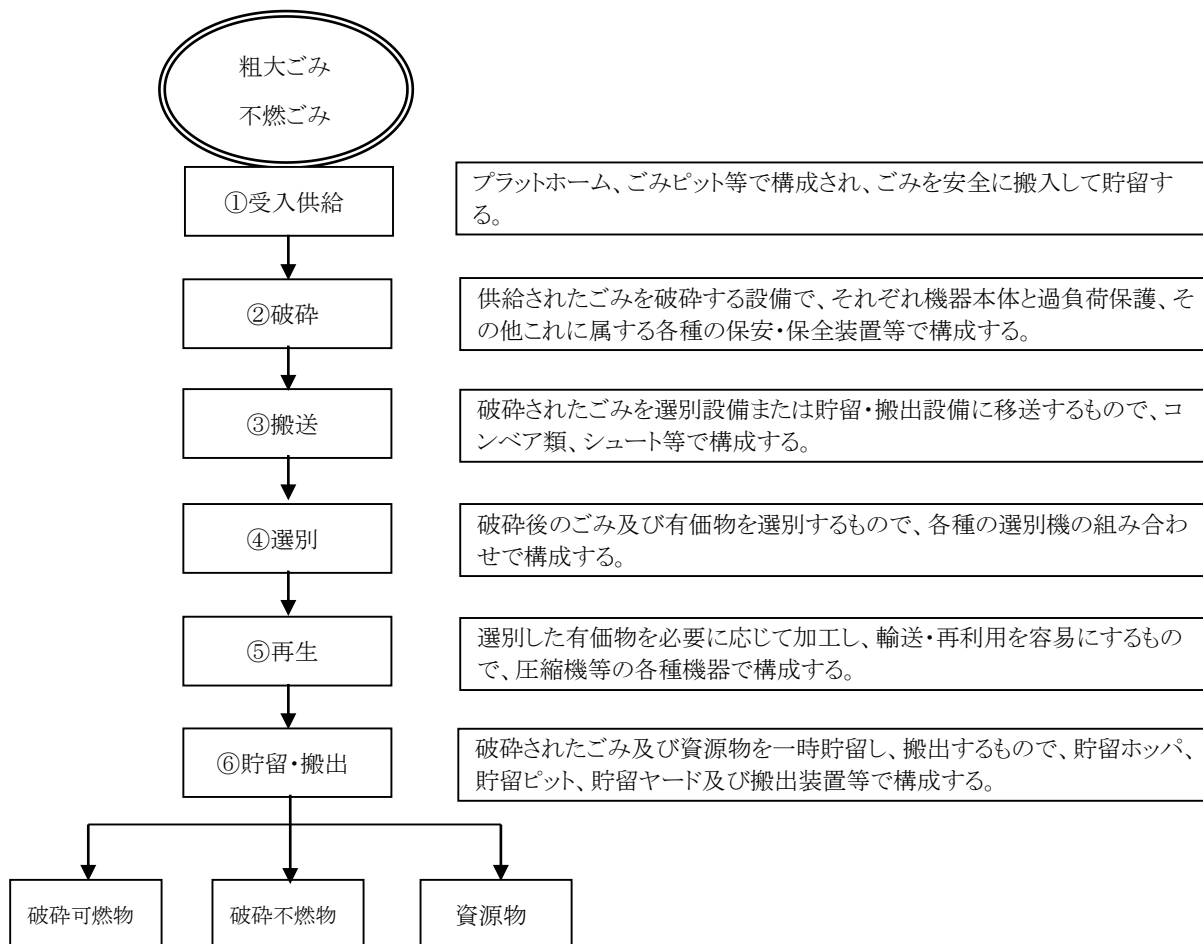 粗大ごみ
不燃ごみ
①受入供給
プラットホーム、ごみピット等で構成され、ごみを安全に搬入して貯留す
る。
②破砕
供給されたごみを破砕する設備で、それぞれ機器本体と過負荷保護、そ
の他これに属する各種の保安・保全装置等で構成する。
③搬送
破砕されたごみを選別設備または貯留・搬出設備に移送するもので、コ
ンベア類、シュート等で構成する。
④選別
破砕後のごみ及び有価物を選別するもので、各種の選別機の組み合わ
せで構成する。
⑤再生
選別した有価物を必要に応じて加工し、輸送・再利用を容易にするもの
で、圧縮機等の各種機器で構成する。
⑥貯留・搬出
破砕されたごみ及び資源物を一時貯留し、搬出するもので、貯留ホッパ、
貯留ピット、貯留ヤード及び搬出装置等で構成する。
破砕可燃物
破砕不燃物
資源物